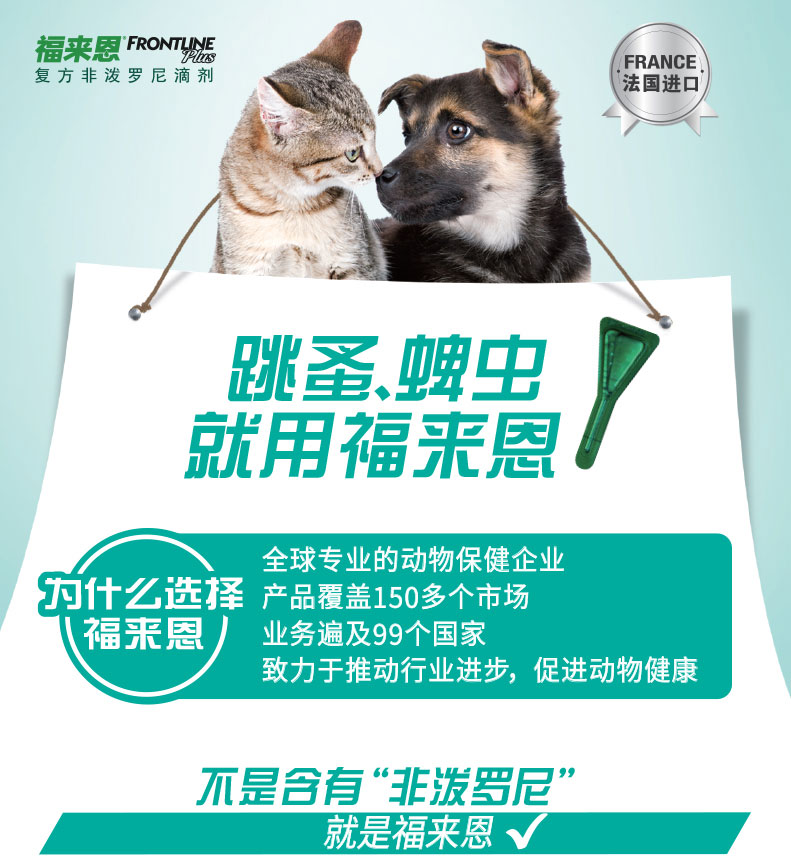 福来恩® FRONTLINE Plus
复方非泼罗尼滴剂
FRANCE
法国进口
跳蚤、蜱虫
就用福来恩
为什么选择
福来恩
全球专业的动物保健企业
产品覆盖150多个市场
业务遍及99个国家
致力于推动行业进步，促进动物健康
不是含有“非泼罗尼”
就是福来恩